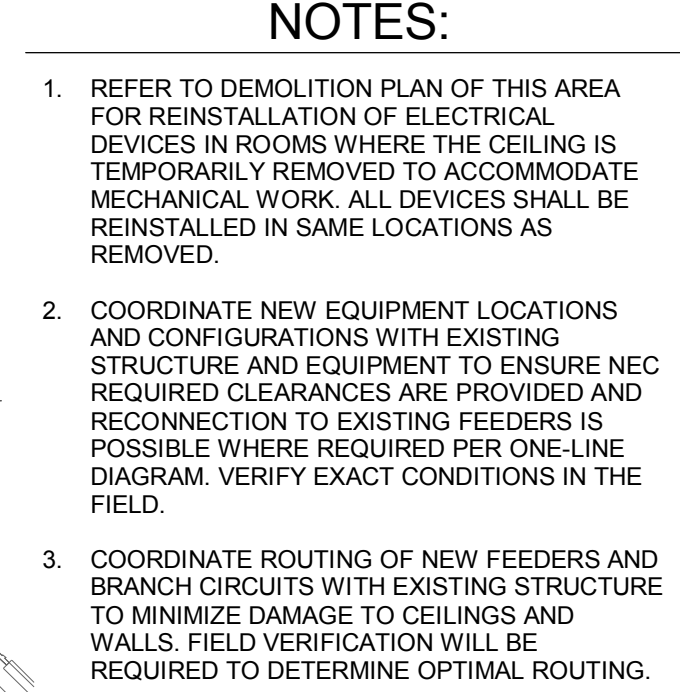 NOTES:
1. REFER TO DEMOLITION PLAN OF THIS AREA
FOR REINSTALLATION OF ELECTRICAL
DEVICES IN ROOMS WHERE THE CEILING IS
TEMPORARILY REMOVED TO ACCOMMODATE
MECHANICAL WORK. ALL DEVICES SHALL BE
REINSTALLED IN SAME LOCATIONS AS
REMOVED.
2. COORDINATE NEW EQUIPMENT LOCATIONS
AND CONFIGURATIONS WITH EXISTING
STRUCTURE AND EQUIPMENT TO ENSURE NEC
REQUIRED CLEARANCES ARE PROVIDED AND
RECONNECTION TO EXISTING FEEDERS IS
POSSIBLE WHERE REQUIRED PER ONE-LINE
DIAGRAM. VERIFY EXACT CONDITIONS IN THE
FIELD.
3. COORDINATE ROUTING OF NEW FEEDERS AND
BRANCH CIRCUITS WITH EXISTING STRUCTURE
TO MINIMIZE DAMAGE TO CEILINGS AND
WALLS. FIELD VERIFICATION WILL BE
REQUIRED TO DETERMINE OPTIMAL ROUTING.